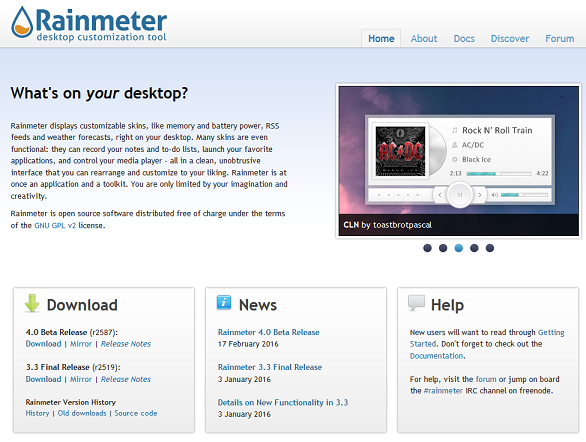 Rainmeter
desktop customization tool
Home
About
Docs
Discover
Forum
What's on your desktop?
Rainmeter displays customizable skins, like memory and battery power, RSS
feeds and weather forecasts, right on your desktop. Many skins are even
functional: they can record your notes and to-do lists, launch your favorite
applications, and control your media player - all in a clean, unobtrusive
interface that you can rearrange and customize to your liking. Rainmeter is at
once an application and a toolkit. You are only limited by your imagination and
creativity.
Rainmeter is open source software distributed free of charge under the terms
of the GNU GPL v2 license.
AC/DC
Rock N' Roll Train
AC/DC
Black Ice
2:13
4:22
CLN by toastbrotpascal
Download
4.0 Beta Release (r2587):
Download | Mirror | Release Notes
3.3 Final Release (r2519):
Download | Mirror | Release Notes
Rainmeter Version History
History | Old downloads | Source code
News
Rainmeter 4.0 Beta Release
17 February 2016
Rainmeter 3.3 Final Release
3 January 2016
Details on New Functionality in 3.3
3 January 2016
Help
New users will want to read through Getting
Started. Don't forget to check out the
Documentation.
For help, visit the forum or jump on board
the #rainmeter IRC channel on freenode.